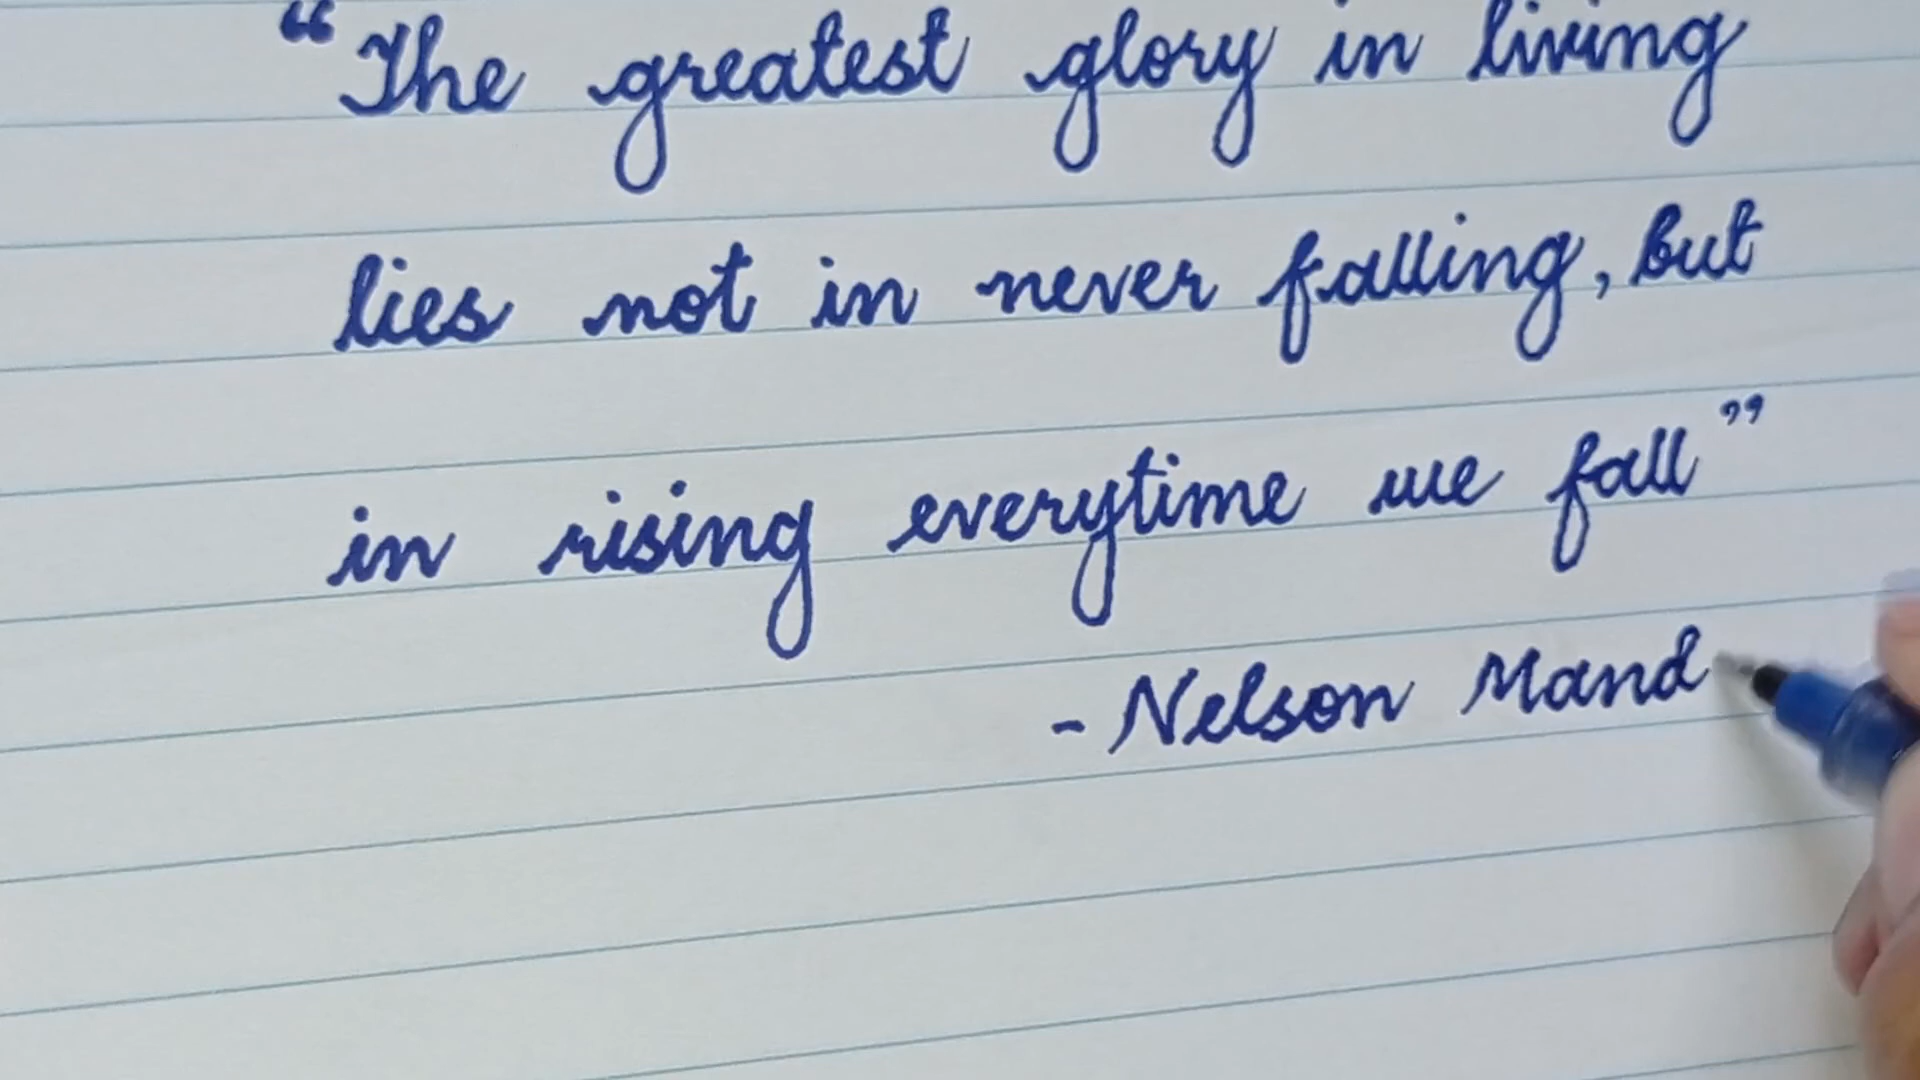 “The greatest glory in living
lies not in never falling, but
in rising everytime we fall”
- Nelson Mand